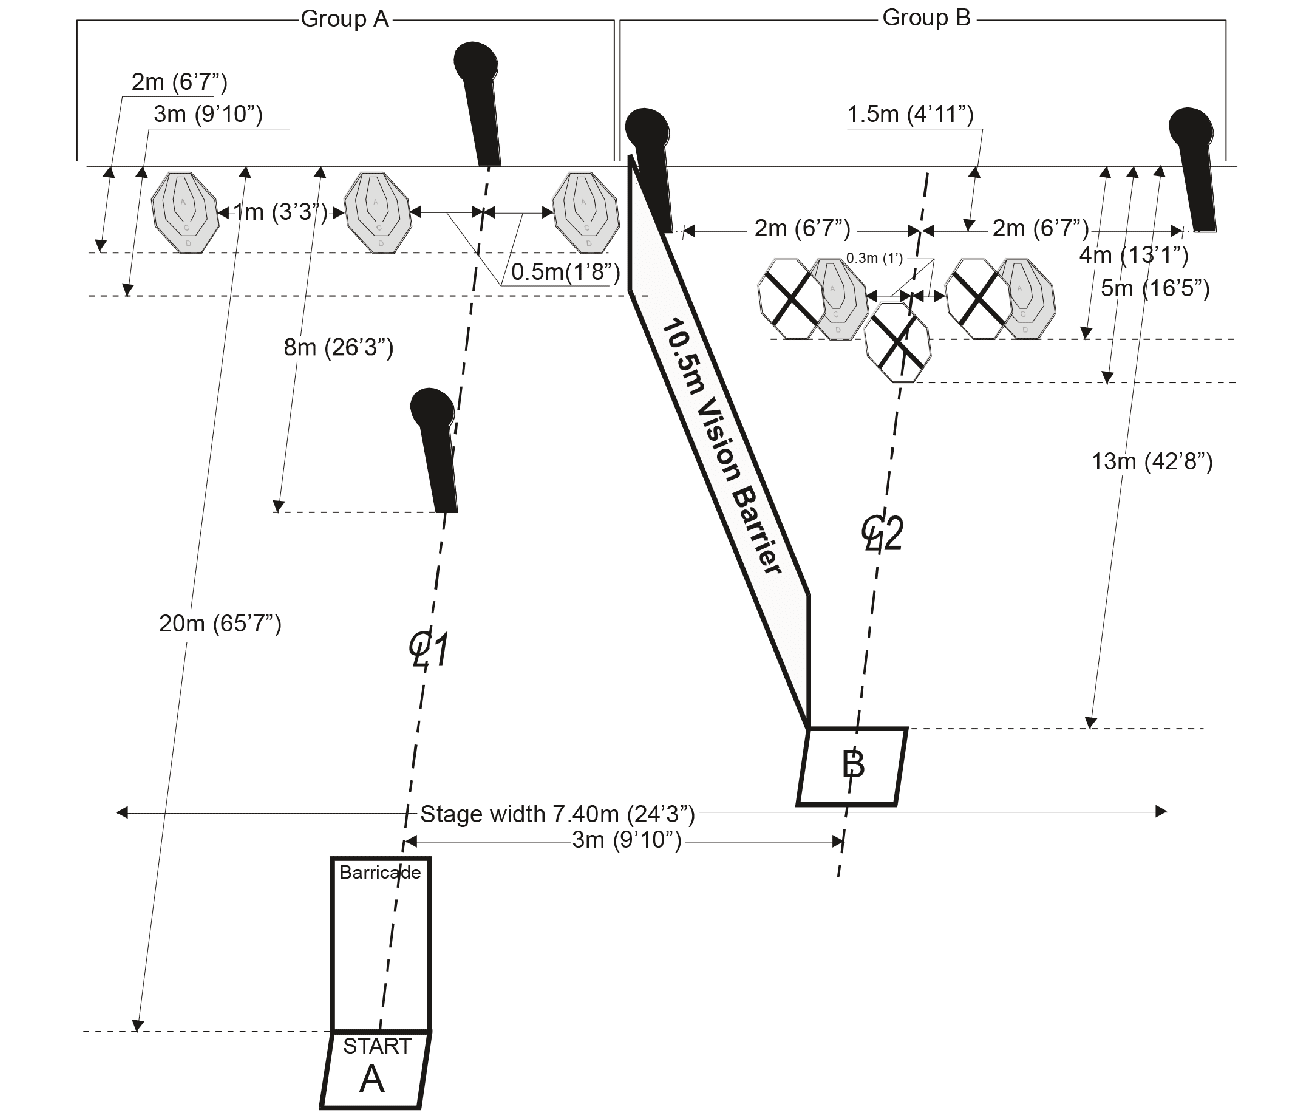 Group A
Group B
2m (6’7”)
3m (9’10”)
1.5m (4’11”)
1m (3’3”)
2m (6’7”)
2m (6’7”)
0.5m(1’8”)
0.3m (1’)
4m (13’1”)
5m (16’5”)
8m (26’3”)
10.5m Vision Barrier
13m (42’8”)
℄2
20m (65’7”)
℄1
B
Stage width 7.40m (24’3”)
3m (9’10”)
Barricade
START
A